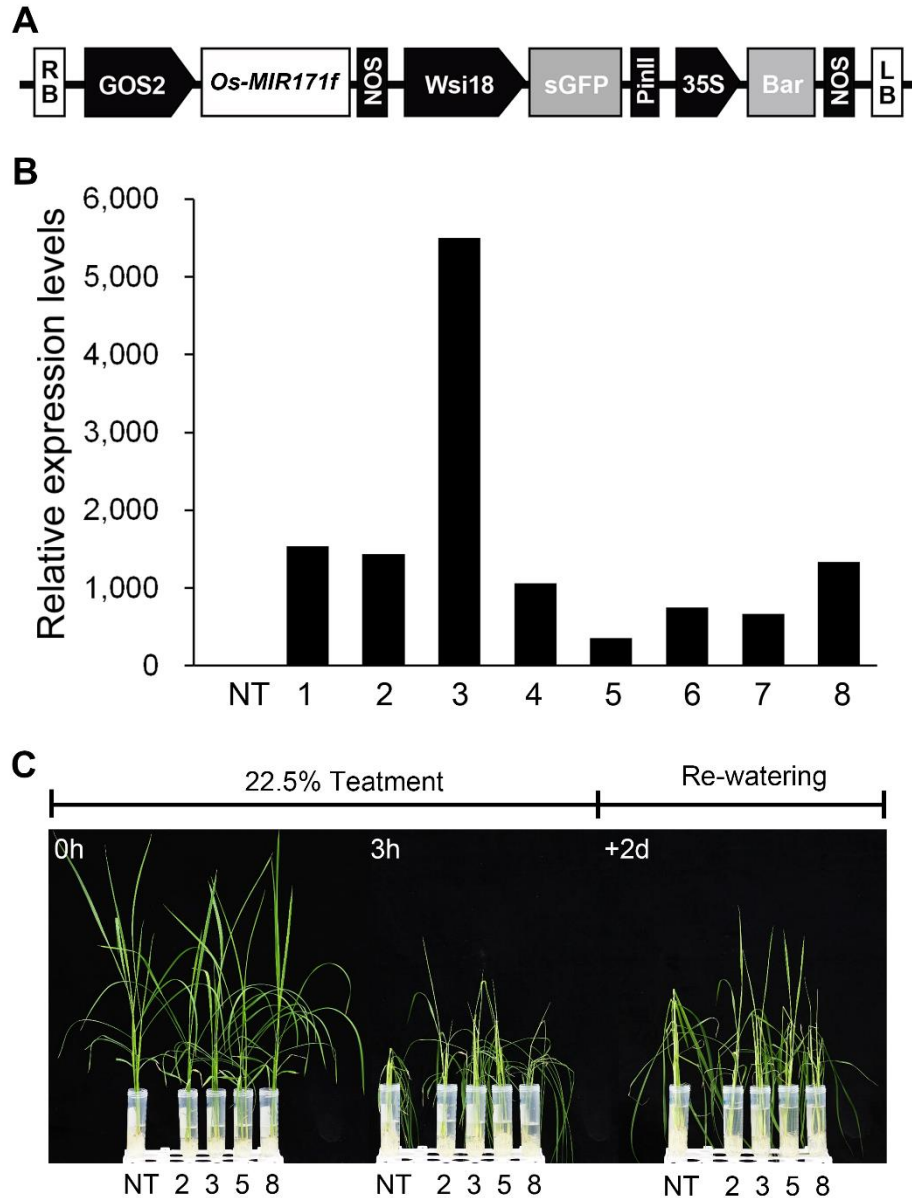 A
RB GOS2 Os-MIR171f NOS Wsi18 sGFP PinII 35S Bar NOS LB
B
Relative expression levels
6,000
5,000
4,000
3,000
2,000
1,000
0
NT 1 2 3 4 5 6 7 8
C
22.5% Teatment Re-watering
0h 3h +2d
NT 2 3 5 8 NT 2 3 5 8 NT 2 3 5 8